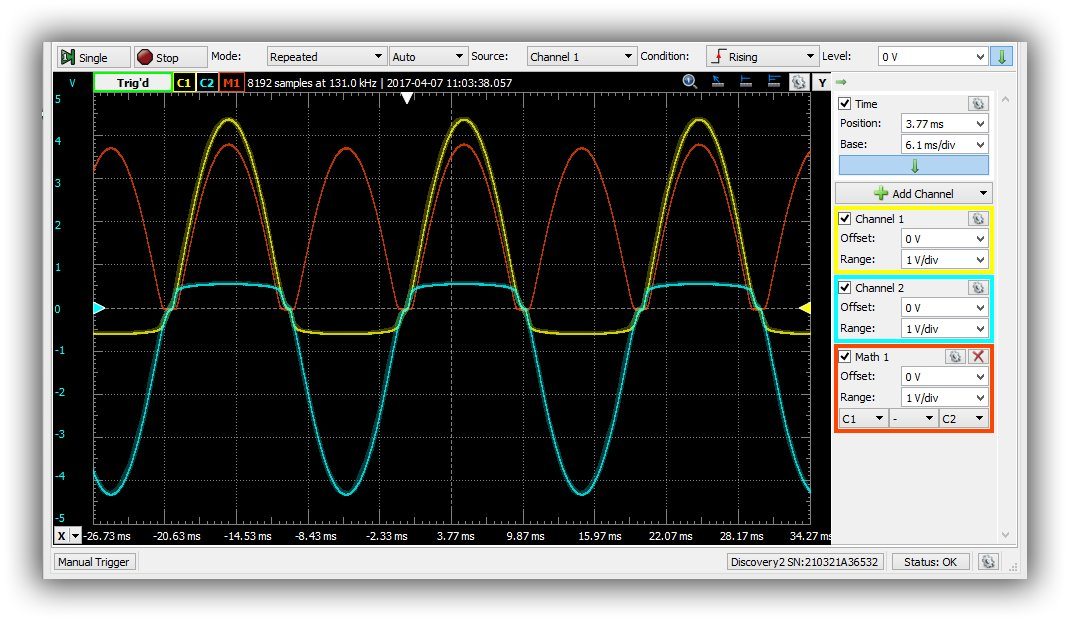 Single Stop Mode: Repeated Auto Source: Channel 1 Condition: Rising Level: 0 V
V Trig'd C1 C2 M1 8192 samples at 131.0 kHz | 2017-04-07 11:03:38.057 Y
5
4
3
2
1
0
-1
-2
-3
-4
-5
X -26.73 ms -20.63 ms -14.53 ms -8.43 ms -2.33 ms 3.77 ms 9.87 ms 15.97 ms 22.07 ms 28.17 ms 34.27 ms
Time
Position: 3.77 ms
Base: 6.1 ms/div
Add Channel
Channel 1
Offset: 0 V
Range: 1 V/div
Channel 2
Offset: 0 V
Range: 1 V/div
Math 1
Offset: 0 V
Range: 1 V/div
C1 - C2
Manual Trigger Discovery2 SN:210321A36532 Status: OK